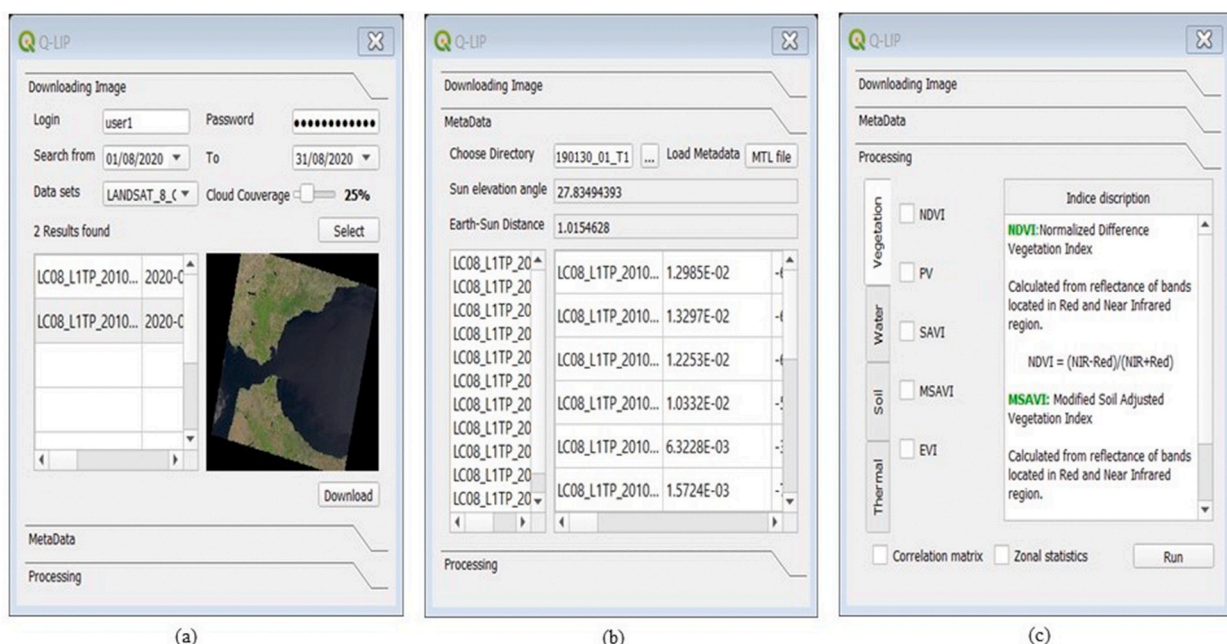 Q-LIP
Downloading Image
Login user1 Password ●●●●●●●●●●●●
Search from 01/08/2020 To 31/08/2020
Data sets LANDSAT_8_C Cloud Couverage 25%
2 Results found Select
LC08_L1TP_2010... 2020-0
LC08_L1TP_2010... 2020-0
Download
MetaData
Processing
(a)
Q-LIP
Downloading Image
MetaData
Choose Directory 190130_01_T1 ... Load Metadata MTL file
Sun elevation angle 27.83494393
Earth-Sun Distance 1.0154628
LC08_L1TP_20
LC08_L1TP_20
LC08_L1TP_20
LC08_L1TP_20
LC08_L1TP_20
LC08_L1TP_20
LC08_L1TP_20
LC08_L1TP_20
LC08_L1TP_20
LC08_L1TP_20
LC08_L1TP_20
LC08_L1TP_2010... 1.2985E-02 -6
LC08_L1TP_2010... 1.3297E-02 -6
LC08_L1TP_2010... 1.2253E-02 -6
LC08_L1TP_2010... 1.0332E-02 -5
LC08_L1TP_2010... 6.3228E-03 -3
LC08_L1TP_2010... 1.5724E-03 -7
Processing
(b)
Q-LIP
Downloading Image
MetaData
Processing
Vegetation
Water
Soil
Thermal
NDVI
PV
SAVI
MSAVI
EVI
Indice discription
NDVI:Normalized Difference
Vegetation Index
Calculated from reflectance of bands
located in Red and Near Infrared
region.
NDVI = (NIR-Red)/(NIR+Red)
MSAVI: Modified Soil Adjusted
Vegetation Index
Calculated from reflectance of bands
located in Red and Near Infrared
region.
Correlation matrix Zonal statistics Run
(c)